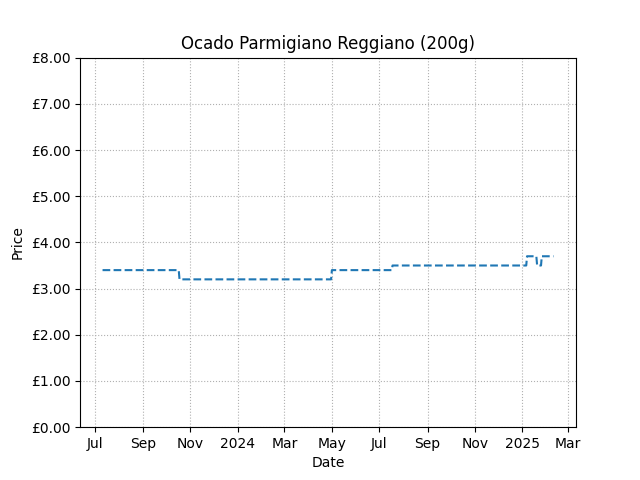 Ocado Parmigiano Reggiano (200g)
£8.00
£7.00
£6.00
£5.00
£4.00
£3.00
£2.00
£1.00
£0.00
Price
Jul Sep Nov 2024 Mar May Jul Sep Nov 2025 Mar
Date